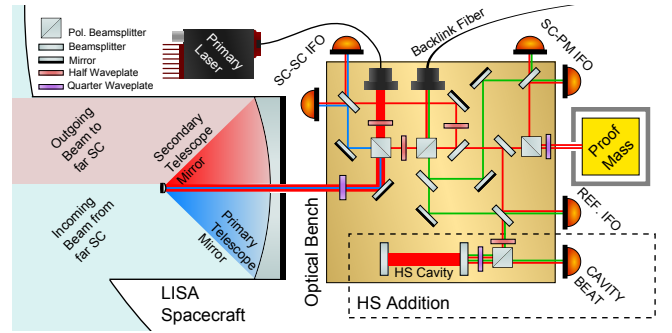 Pol. Beamsplitter
Beamsplitter
Mirror
Half Waveplate
Quarter Waveplate
Primary
Laser
SC-SC IFO
Backlink Fiber
SC-PM IFO
Outgoing
Beam to
far SC
Secondary
Telescope
Mirror
Proof
Mass
Incoming
Beam from
far SC
Primary
Telescope
Mirror
REF. IFO
Optical Bench
HS Cavity
CAVITY
BEAT
HS Addition
LISA
Spacecraft